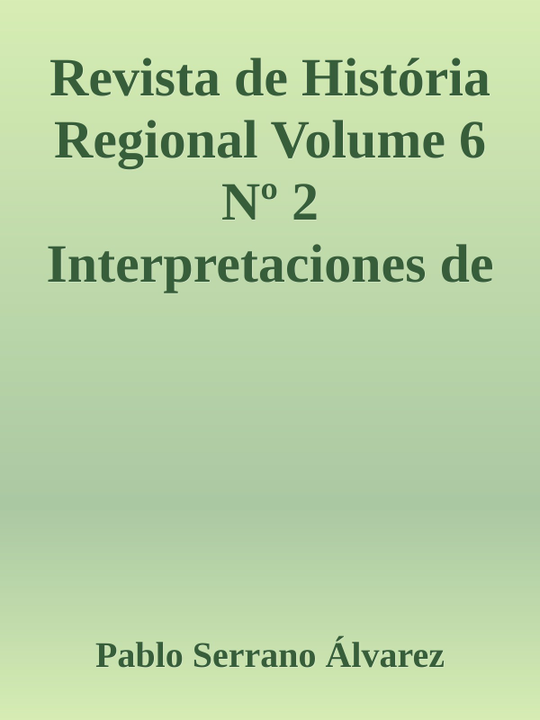 Revista de História
Regional Volume 6
Nº 2
Interpretaciones de
Pablo Serrano Álvarez